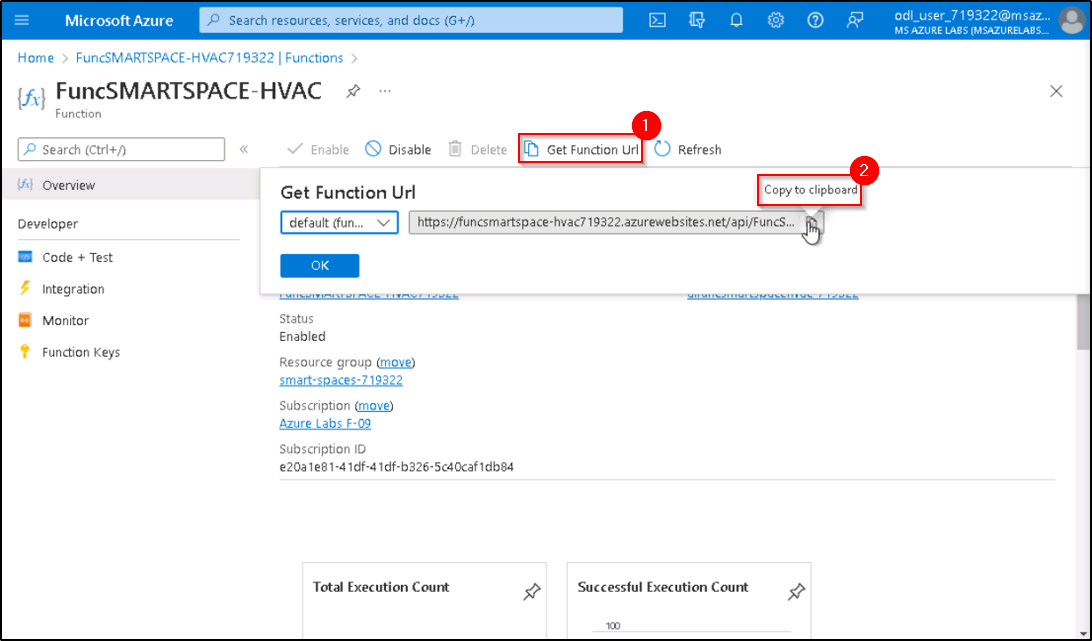 Microsoft Azure
Search resources, services, and docs (G+/)
odl_user_719322@msaz...
MS AZURE LABS (MSAZURELABS...
Home > FuncSMARTSPACE-HVAC719322 | Functions >
{fx} FuncSMARTSPACE-HVAC
Function
Search (Ctrl+/) «
Enable Disable Delete Get Function Url Refresh
1
2
Overview
Developer
Code + Test
Integration
Monitor
Function Keys
Get Function Url
Copy to clipboard
default (fun... https://funcsmartspace-hvac719322.azurewebsites.net/api/FuncS...
OK
FuncSMARTSPACE-HVAC719322
Status
Enabled
Resource group (move)
smart-spaces-719322
Subscription (move)
Azure Labs F-09
Subscription ID
e20a1e81-41df-41df-b326-5c40caf1db84
Total Execution Count
Successful Execution Count
100